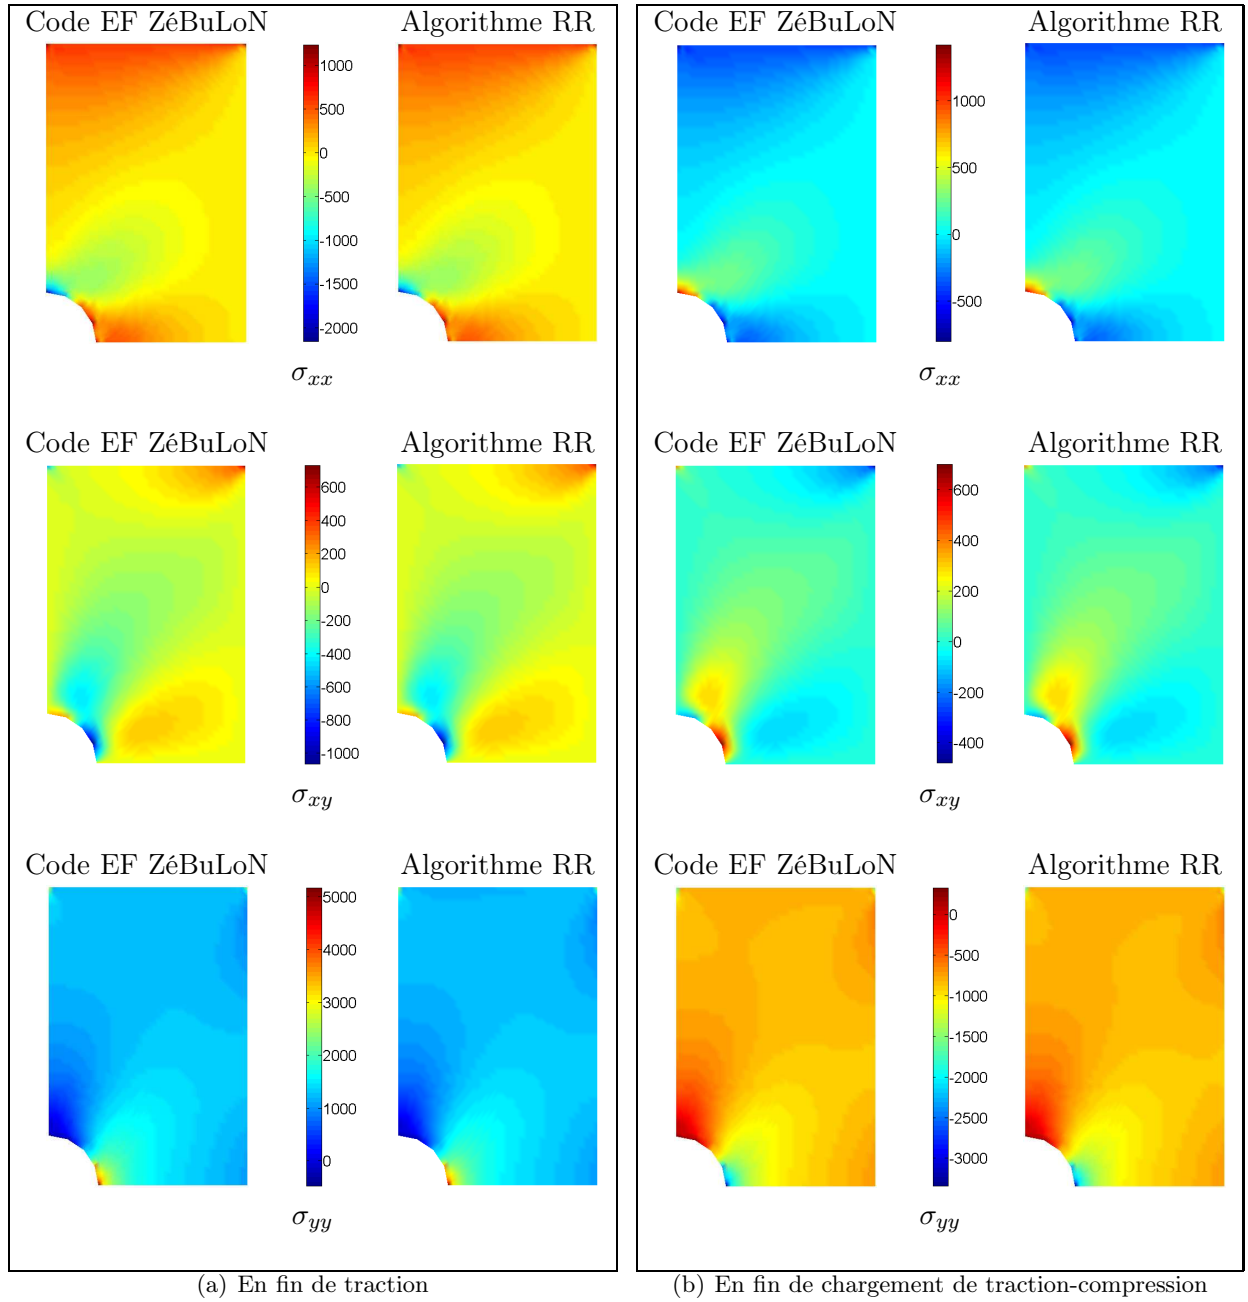 Code EF ZéBuLoN
Algorithme RR
1000
500
0
-500
-1000
-1500
-2000
σxx
Code EF ZéBuLoN
Algorithme RR
600
400
200
0
-200
-400
-600
-800
-1000
σxy
Code EF ZéBuLoN
Algorithme RR
5000
4000
3000
2000
1000
0
σyy
(a) En fin de traction
Code EF ZéBuLoN
Algorithme RR
1000
500
0
-500
σxx
Code EF ZéBuLoN
Algorithme RR
600
400
200
0
-200
-400
σxy
Code EF ZéBuLoN
Algorithme RR
0
-500
-1000
-1500
-2000
-2500
-3000
σyy
(b) En fin de chargement de traction-compression